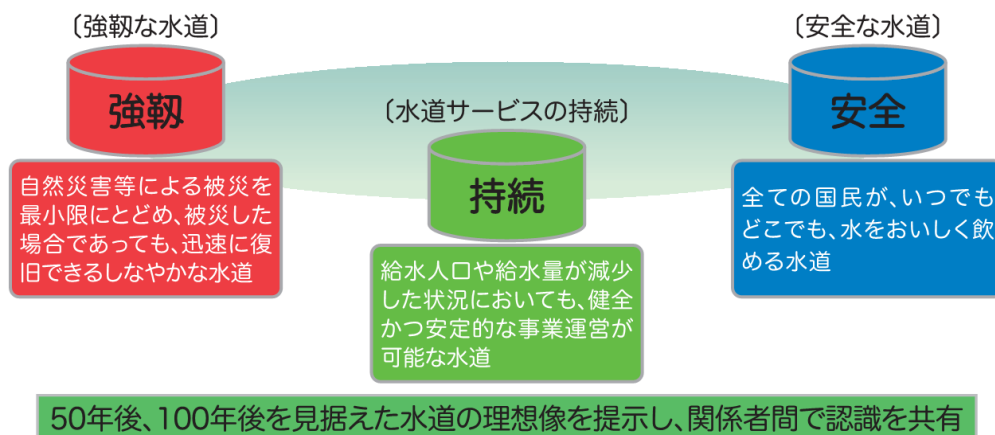 〔強靱な水道〕
強靱
自然災害等による被災を
最小限にとどめ、被災した
場合であっても、迅速に復
旧できるしなやかな水道
〔水道サービスの持続〕
持続
給水人口や給水量が減少
した状況においても、健全
かつ安定的な事業運営が
可能な水道
〔安全な水道〕
安全
全ての国民が、いつでも
どこでも、水をおいしく飲
める水道
50年後、100年後を見据えた水道の理想像を提示し、関係者間で認識を共有